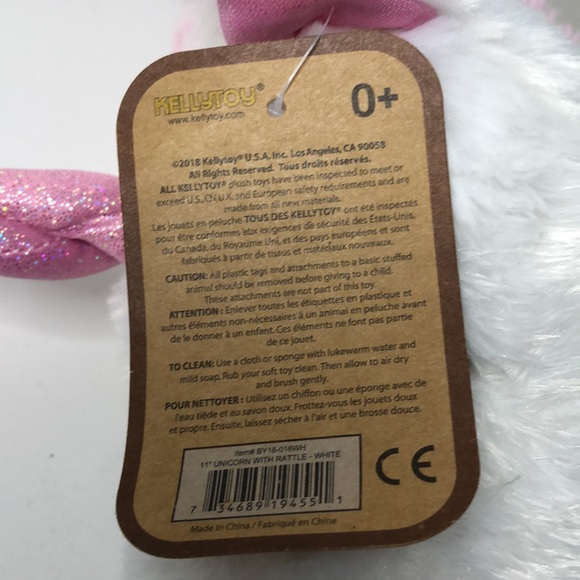 KELLYTOY®
www.kellytoy.com
0+
©2018 Kellytoy® U.S.A, Inc. Los Angeles, CA 90058
All Rights Reserved. Tous droits réservés.
ALL KELLYTOY® plush toys have been inspected to meet or
exceed U.S., CN, U.K. and European safety requirements and are
made from all new materials.
Les jouets en peluche TOUS DES KELLYTOY® ont été inspectés
pour être conformes aux exigences de sécurité des États-Unis,
du Canada, du Royaume Uni, et des pays européens et sont
fabriqués à partir de tissus et matériaux nouveaux.
CAUTION: All plastic tags and attachments to a basic stuffed
animal should be removed before giving to a child.
These attachments are not part of this toy.
ATTENTION : Enlever toutes les étiquettes en plastique et
autres éléments non-nécessaires à un animal en peluche avant
de le donner à un enfant. Ces éléments ne font pas partie
de ce jouet.
TO CLEAN: Use a cloth or sponge with lukewarm water and
mild soap. Rub your soft toy clean. Then allow to air dry
and brush gently.
POUR NETTOYER : Utilisez un chiffon ou une éponge avec de
l'eau tiède et au savon doux. Frottez-vous les jouets doux
et propre. Ensuite, laissez sécher à l'air et une brosse douce.
Item# BY18-016WH
11" UNICORN WITH RATTLE - WHITE
7 34689 19455 1
CE
Made in China / Fabriqué en Chine